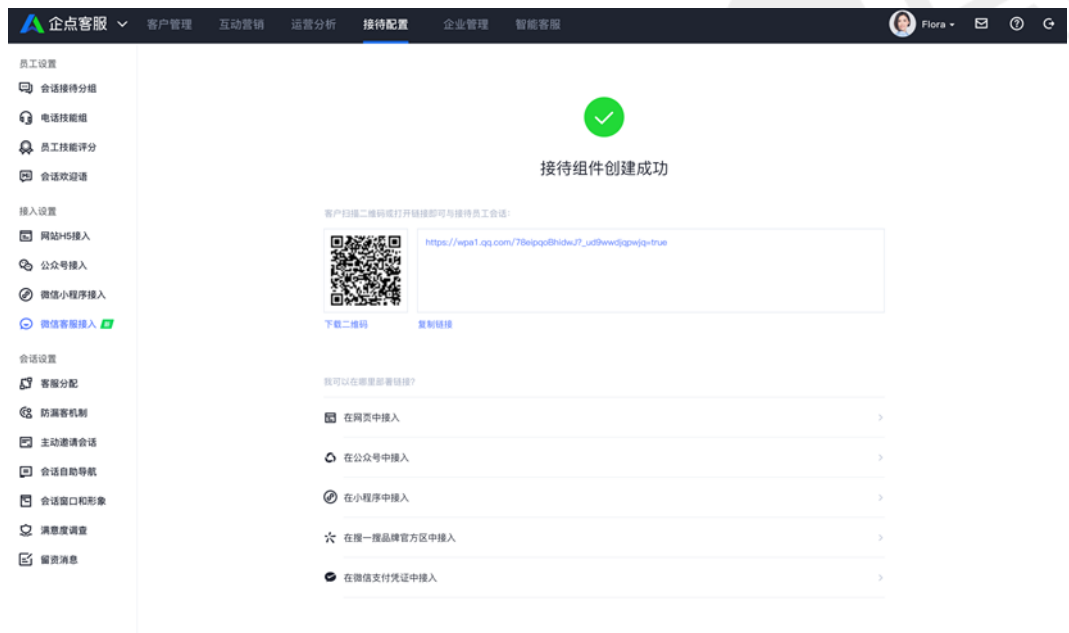 企点客服 客户管理 互动营销 运营分析 接待配置 企业管理 智能客服 Flora
员工设置
会话接待分组
电话技能组
员工技能评分
会话欢迎语
接入设置
网站H5接入
公众号接入
微信小程序接入
微信客服接入
会话设置
客服分配
防漏客机制
主动邀请会话
会话自助导航
会话窗口和形象
满意度调查
留资消息
接待组件创建成功
客户扫描二维码或打开链接即可与接待员工会话:
https://wpa1.qq.com/78eipqoBhidwJ?_ud9wwdjqpwjq=true
下载二维码 复制链接
我可以在哪里部署链接?
在网页中接入
在公众号中接入
在小程序中接入
在搜一搜品牌官方区中接入
在微信支付凭证中接入